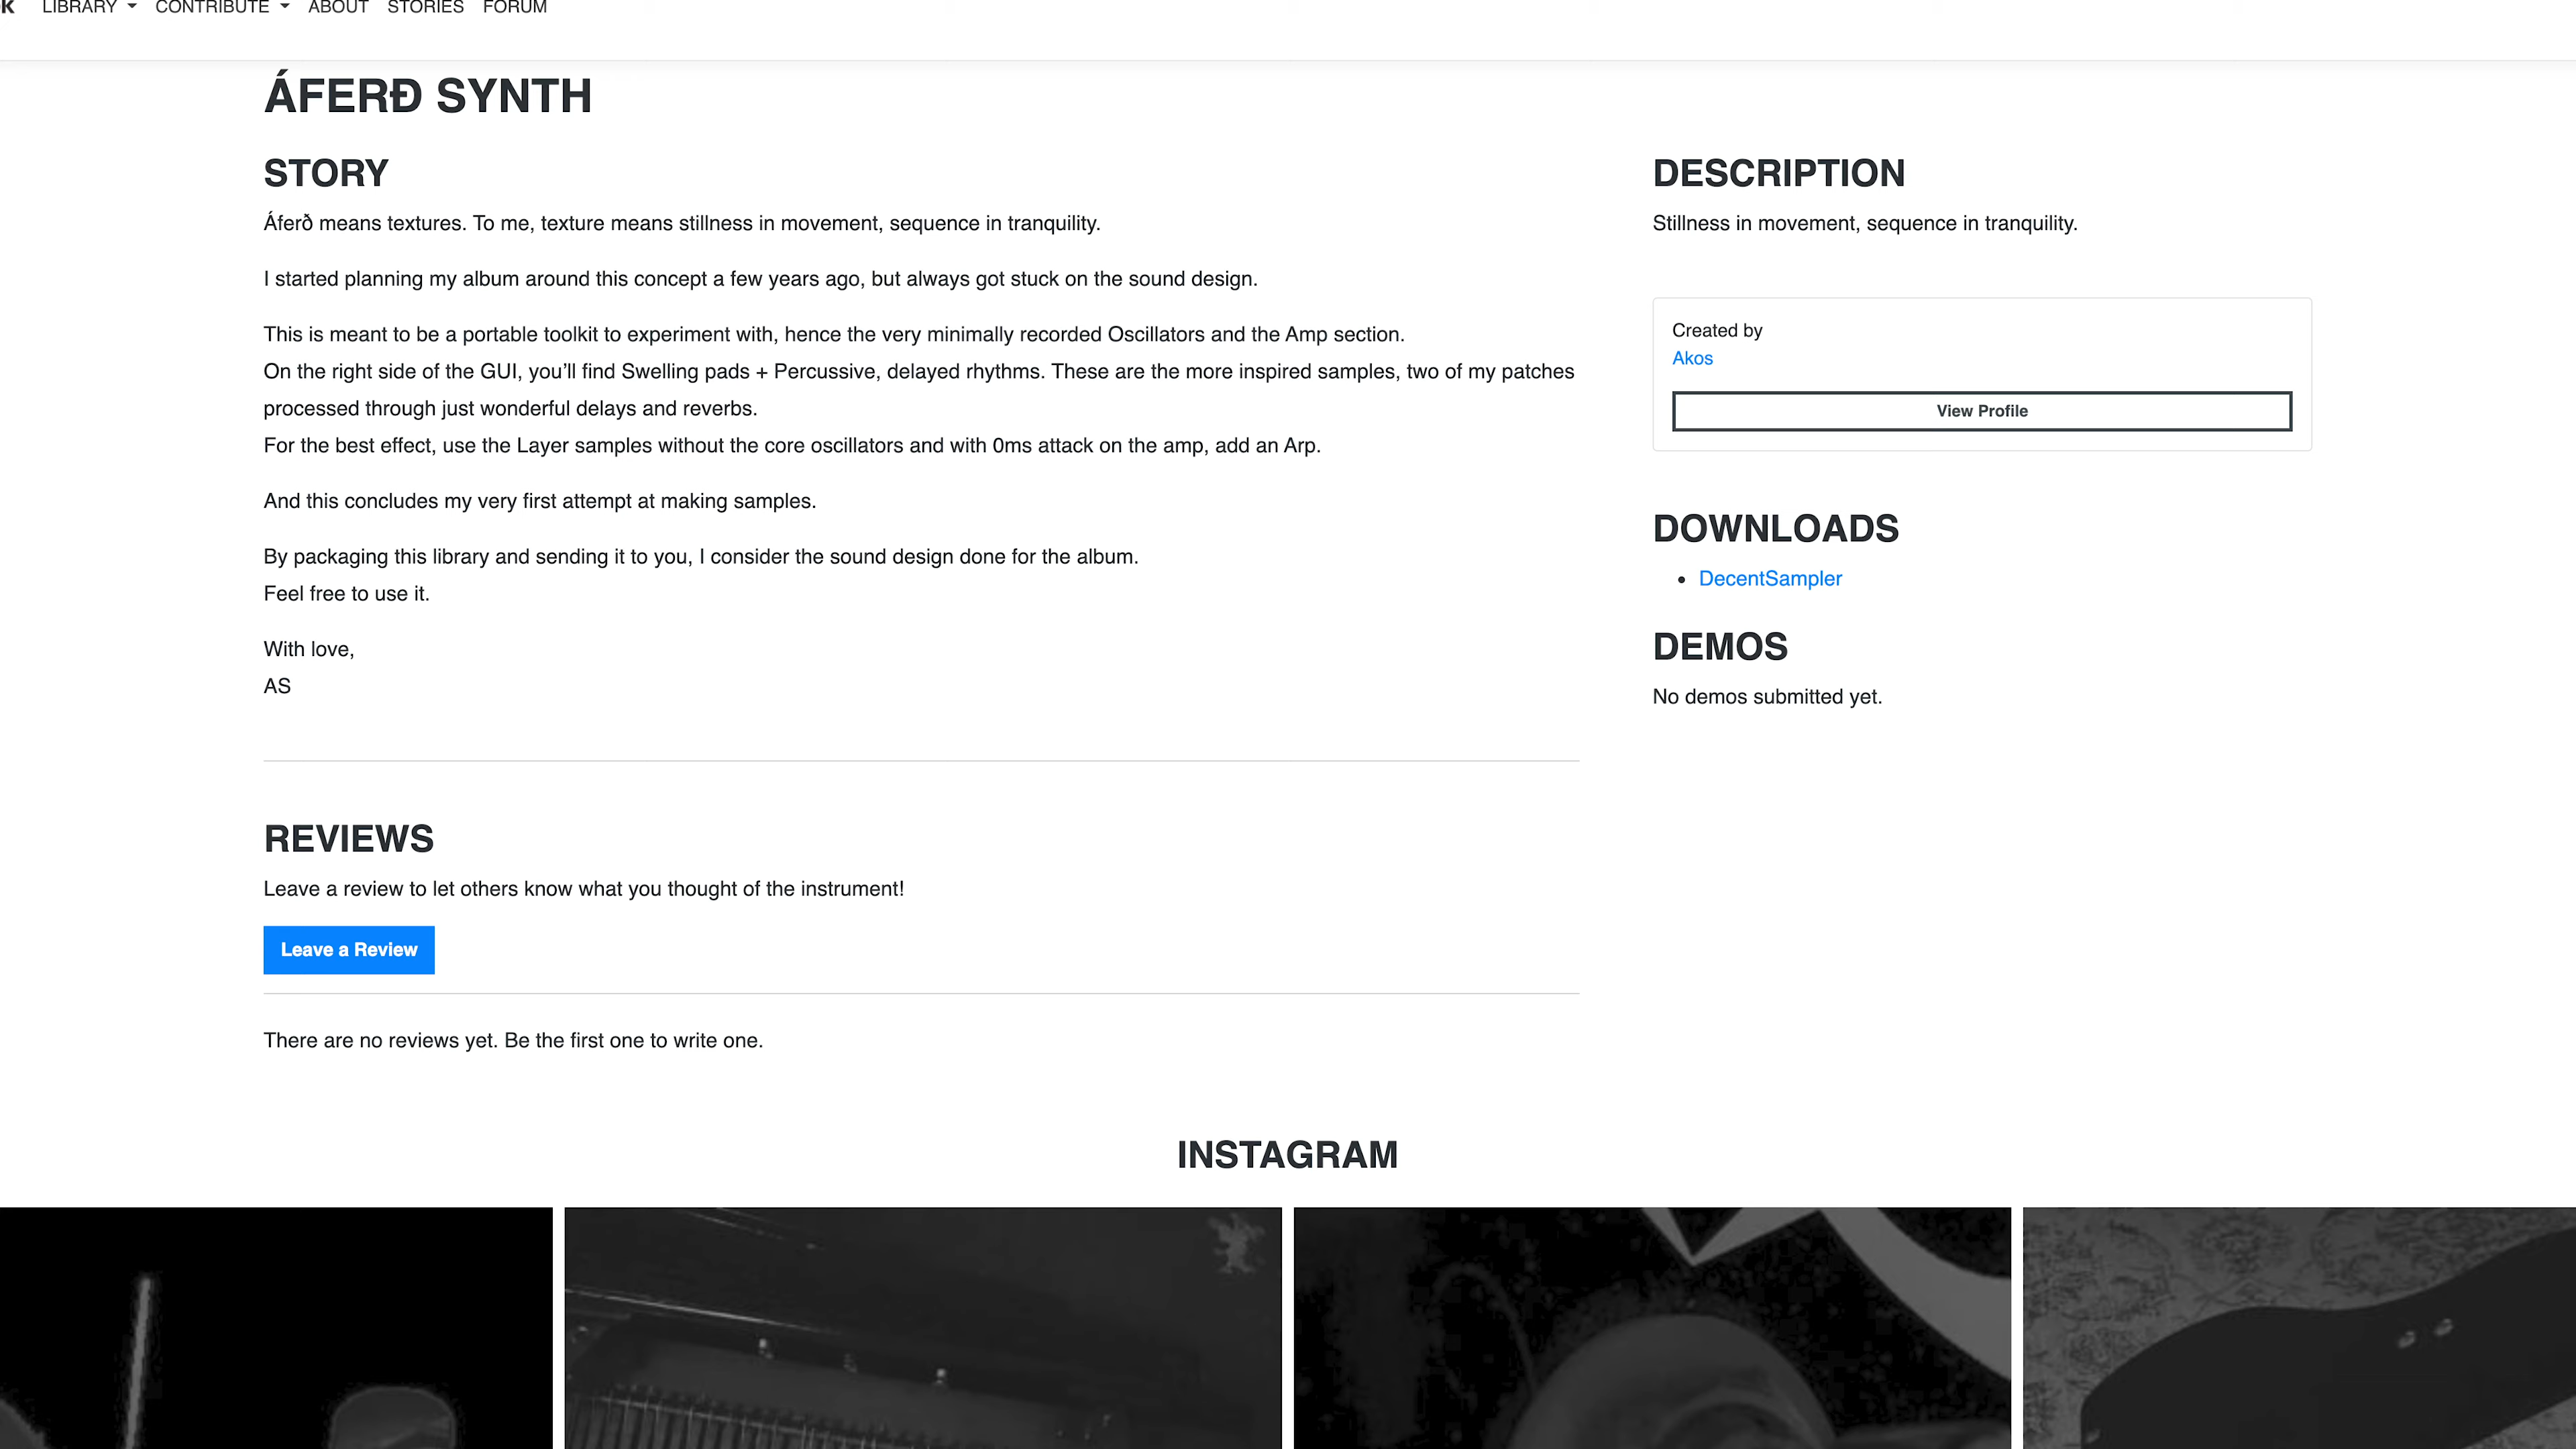 K LIBRARY CONTRIBUTE ABOUT STORIES FORUM
ÁFERÐ SYNTH
STORY
Áferð means textures. To me, texture means stillness in movement, sequence in tranquility.
I started planning my album around this concept a few years ago, but always got stuck on the sound design.
This is meant to be a portable toolkit to experiment with, hence the very minimally recorded Oscillators and the Amp section.
On the right side of the GUI, you’ll find Swelling pads + Percussive, delayed rhythms. These are the more inspired samples, two of my patches
processed through just wonderful delays and reverbs.
For the best effect, use the Layer samples without the core oscillators and with 0ms attack on the amp, add an Arp.
And this concludes my very first attempt at making samples.
By packaging this library and sending it to you, I consider the sound design done for the album.
Feel free to use it.
With love,
AS
DESCRIPTION
Stillness in movement, sequence in tranquility.
Created by
Akos
View Profile
DOWNLOADS
• DecentSampler
DEMOS
No demos submitted yet.
REVIEWS
Leave a review to let others know what you thought of the instrument!
Leave a Review
There are no reviews yet. Be the first one to write one.
INSTAGRAM